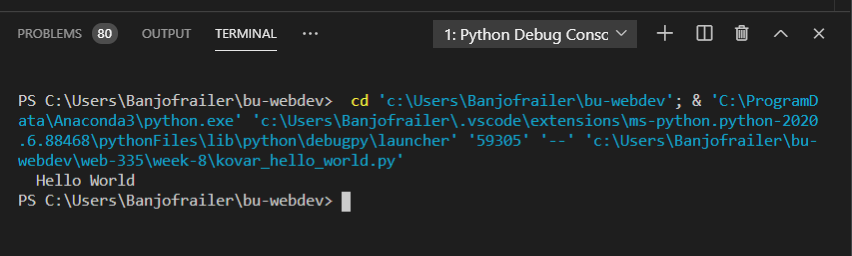 PROBLEMS 80 OUTPUT TERMINAL ··· 1: Python Debug Consc
PS C:\Users\Banjofrailer\bu-webdev>  cd 'c:\Users\Banjofrailer\bu-webdev'; & 'C:\ProgramD
ata\Anaconda3\python.exe' 'c:\Users\Banjofrailer\.vscode\extensions\ms-python.python-2020
.6.88468\pythonFiles\lib\python\debugpy\launcher' '59305' '--' 'c:\Users\Banjofrailer\bu-
webdev\web-335\week-8\kovar_hello_world.py'
  Hello World
PS C:\Users\Banjofrailer\bu-webdev>